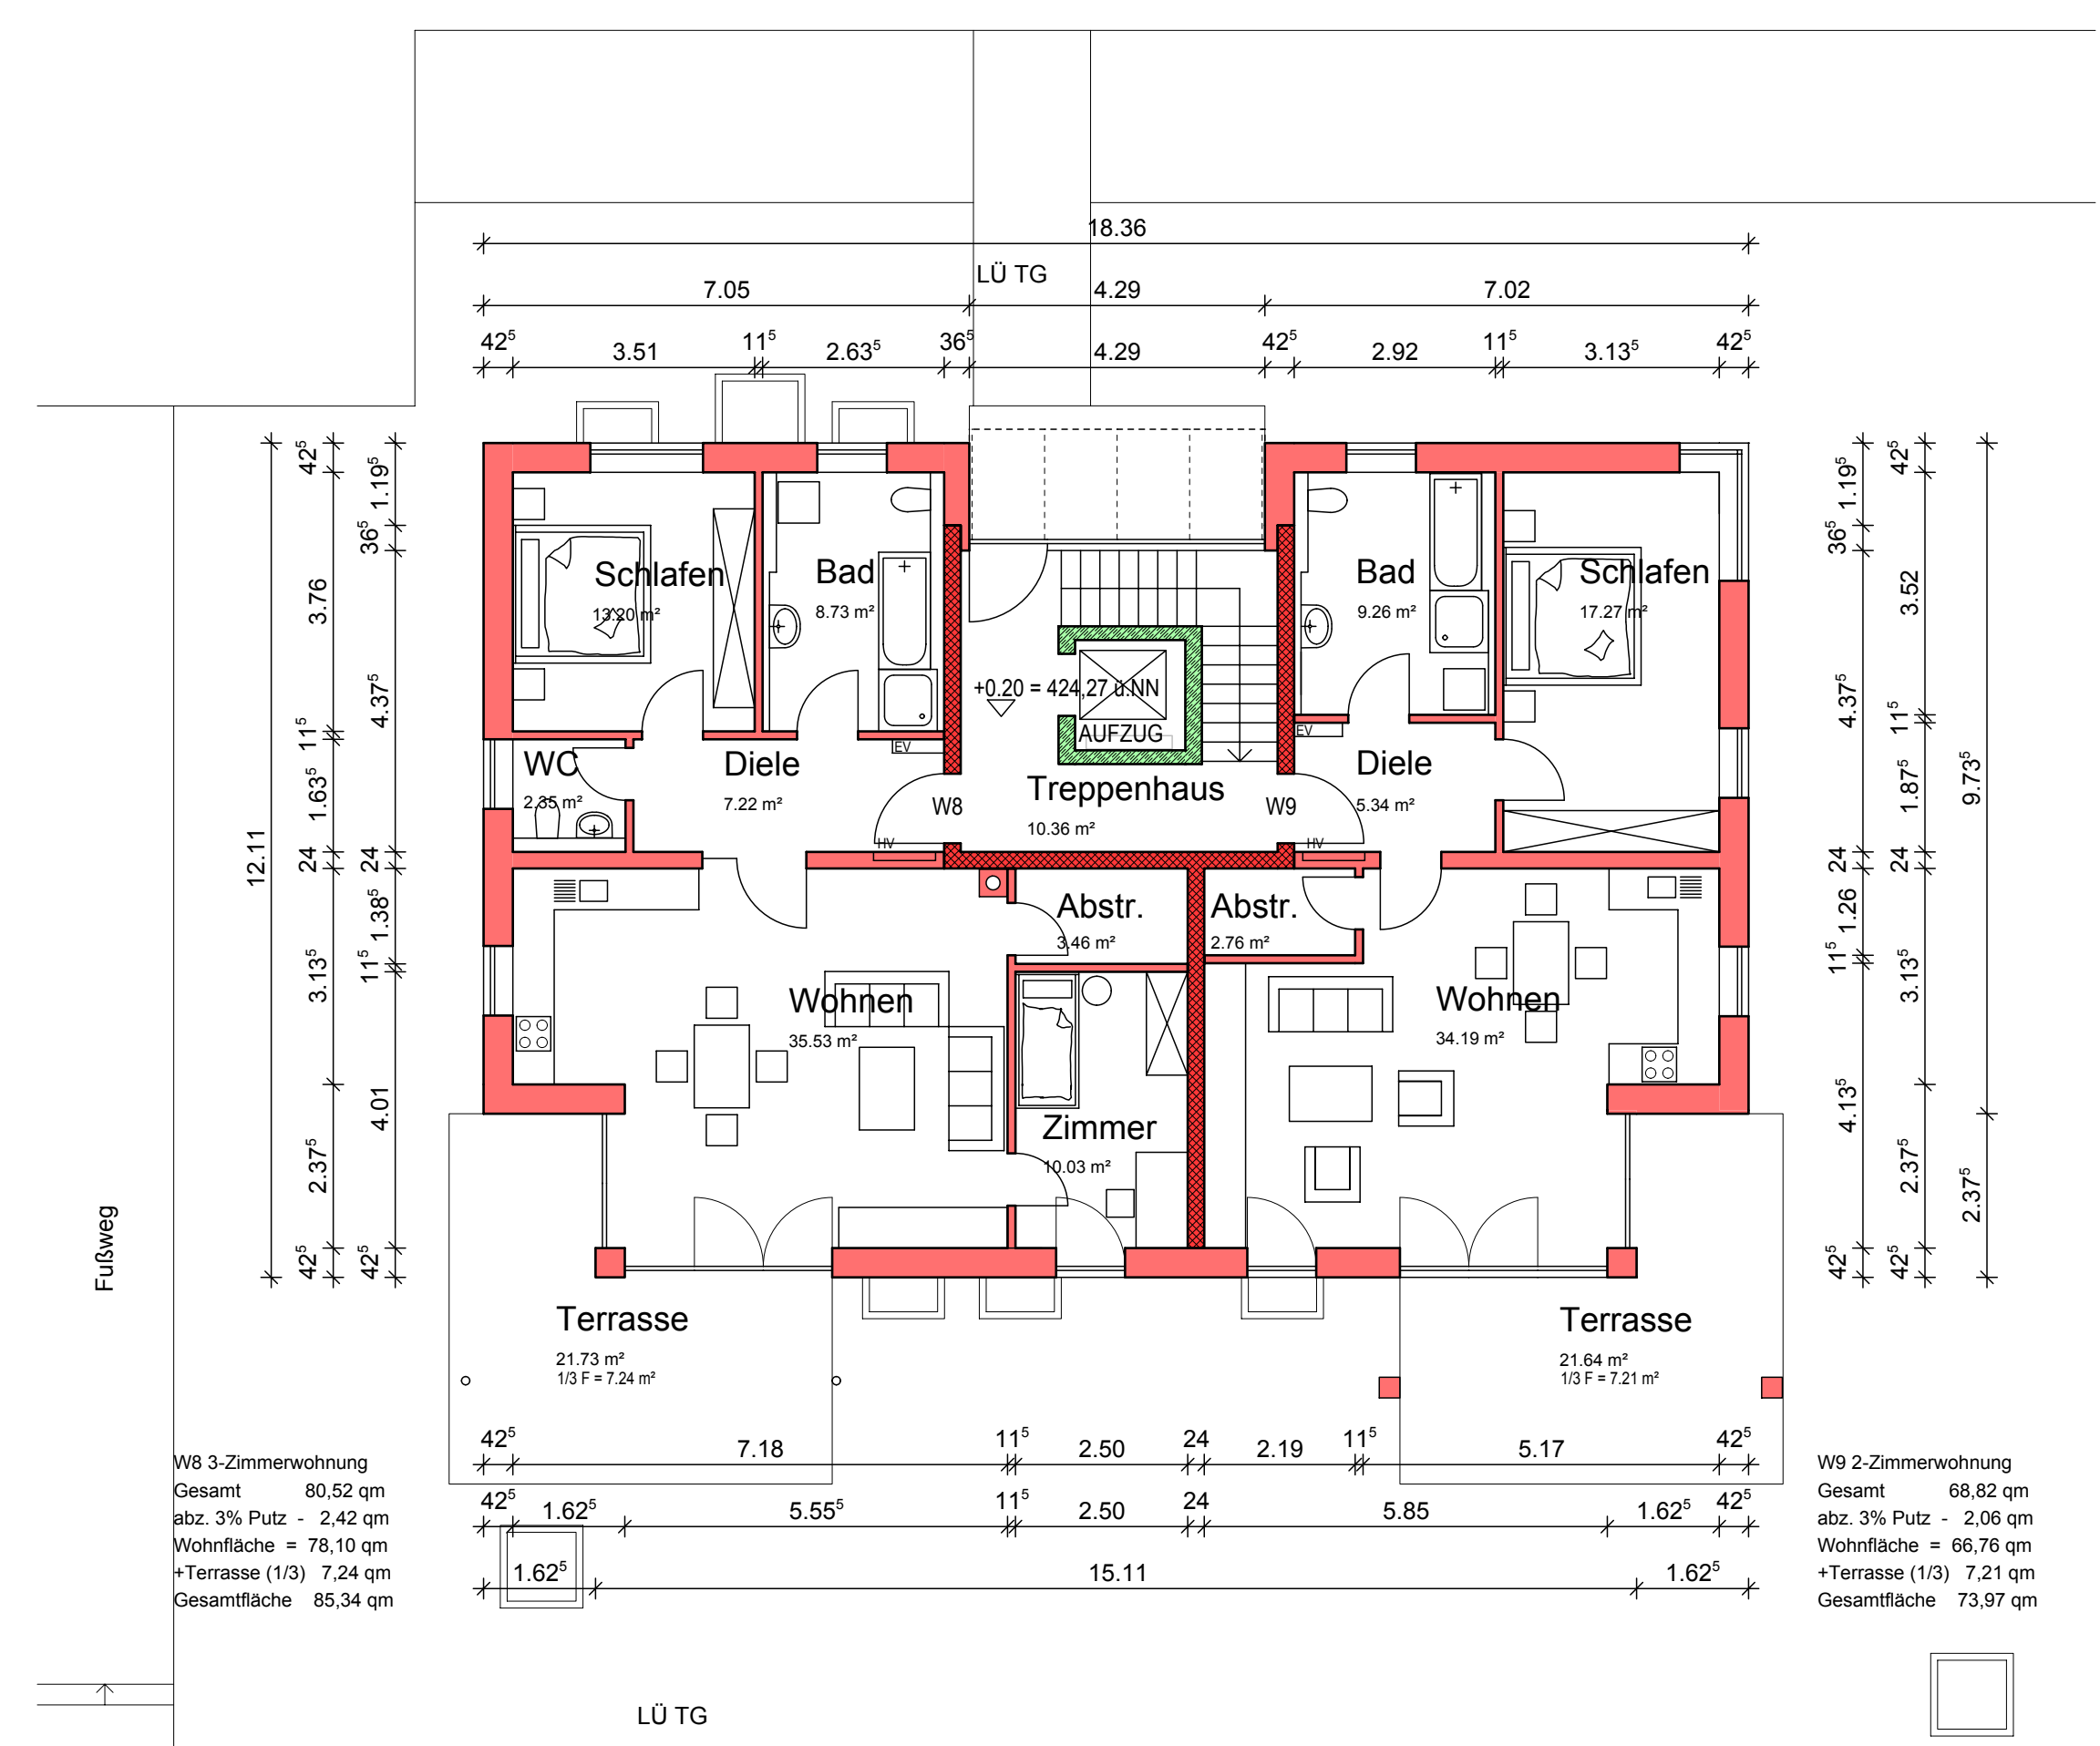 18.36
LÜ TG
7.05 4.29 7.02
42⁵ 3.51 11⁵ 2.63⁵ 36⁵ 4.29 42⁵ 2.92 11⁵ 3.13⁵ 42⁵
12.11
42⁵ 3.76 11⁵ 1.63⁵ 24 3.13⁵ 2.37⁵ 42⁵
1.19⁵ 36⁵ 4.37⁵ 24 1.38⁵ 11⁵ 4.01 42⁵
Schlafen
13.20 m²
Bad
8.73 m²
Bad
9.26 m²
Schlafen
17.27 m²
+0.20 = 424,27 ü.NN
AUFZUG
EV
EV
WC
2.35 m²
Diele
7.22 m²
W8
Treppenhaus
10.36 m²
W9
Diele
5.34 m²
HV
HV
Abstr.
3.46 m²
Abstr.
2.76 m²
Wohnen
35.53 m²
Wohnen
34.19 m²
Zimmer
10.03 m²
1.19⁵ 36⁵ 4.37⁵ 24 1.26 11⁵ 4.13⁵ 42⁵
42⁵ 3.52 11⁵ 1.87⁵ 24 3.13⁵ 2.37⁵ 42⁵
9.73⁵ 2.37⁵
Fußweg
Terrasse
21.73 m²
1/3 F = 7.24 m²
Terrasse
21.64 m²
1/3 F = 7.21 m²
42⁵ 7.18 11⁵ 2.50 24 2.19 11⁵ 5.17 42⁵
42⁵ 1.62⁵ 5.55⁵ 11⁵ 2.50 24 5.85 1.62⁵ 42⁵
1.62⁵ 15.11 1.62⁵
W8 3-Zimmerwohnung
Gesamt 80,52 qm
abz. 3% Putz - 2,42 qm
Wohnfläche = 78,10 qm
+Terrasse (1/3) 7,24 qm
Gesamtfläche 85,34 qm
W9 2-Zimmerwohnung
Gesamt 68,82 qm
abz. 3% Putz - 2,06 qm
Wohnfläche = 66,76 qm
+Terrasse (1/3) 7,21 qm
Gesamtfläche 73,97 qm
LÜ TG